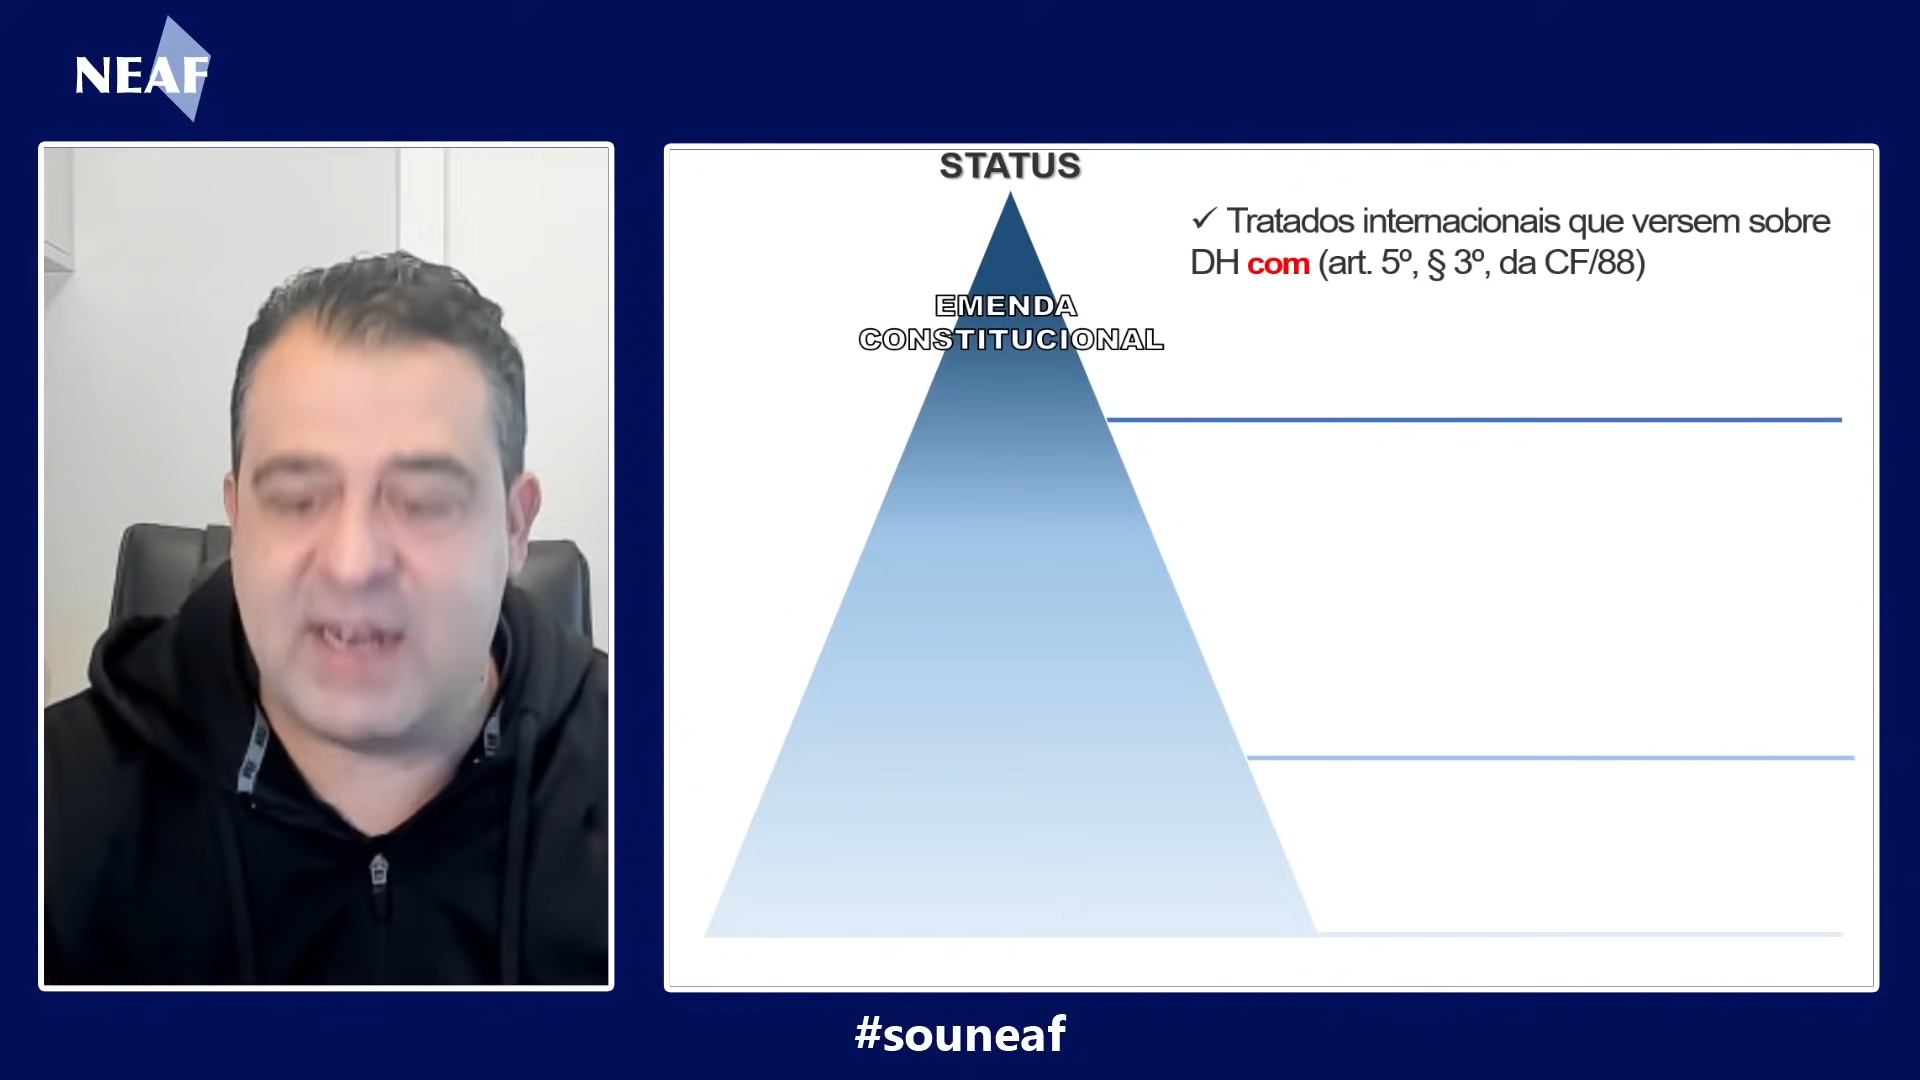 NEAF
STATUS
✓ Tratados internacionais que versem sobre
DH com (art. 5º, § 3º, da CF/88)
EMENDA
CONSTITUCIONAL
#souneaf